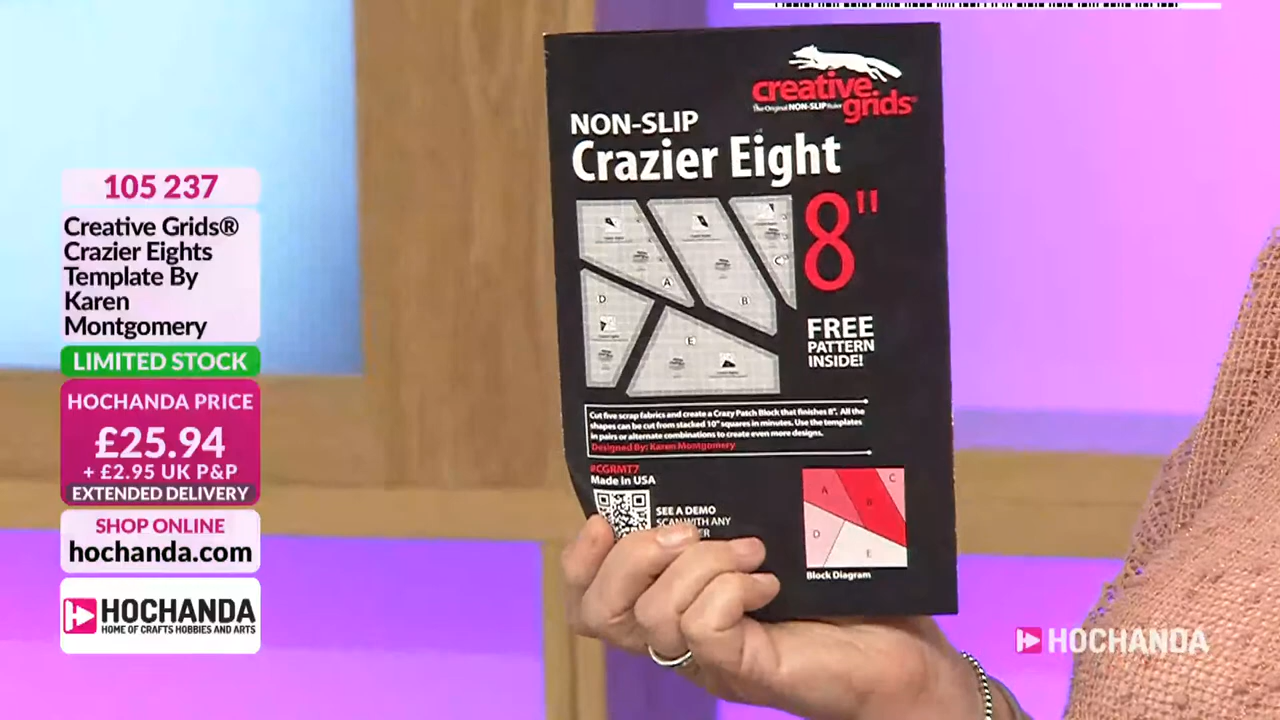 105 237
Creative Grids®
Crazier Eights
Template By
Karen
Montgomery
LIMITED STOCK
HOCHANDA PRICE
£25.94
+ £2.95 UK P&P
EXTENDED DELIVERY
SHOP ONLINE
hochanda.com
HOCHANDA
HOME OF CRAFTS HOBBIES AND ARTS
creative
grids®
The Original NON-SLIP Ruler
NON-SLIP
Crazier Eight
8"
A
B
C
D
E
FREE
PATTERN
INSIDE!
Cut five scrap fabrics and create a Crazy Patch Block that finishes 8". All the
shapes can be cut from stacked 10" squares in minutes. Use the templates
in pairs or alternate combinations to create even more designs.
Designed By: Karen Montgomery
#CGRMT7
Made in USA
SEE A DEMO
SCAN WITH ANY
A
B
C
D
E
Block Diagram
HOCHANDA